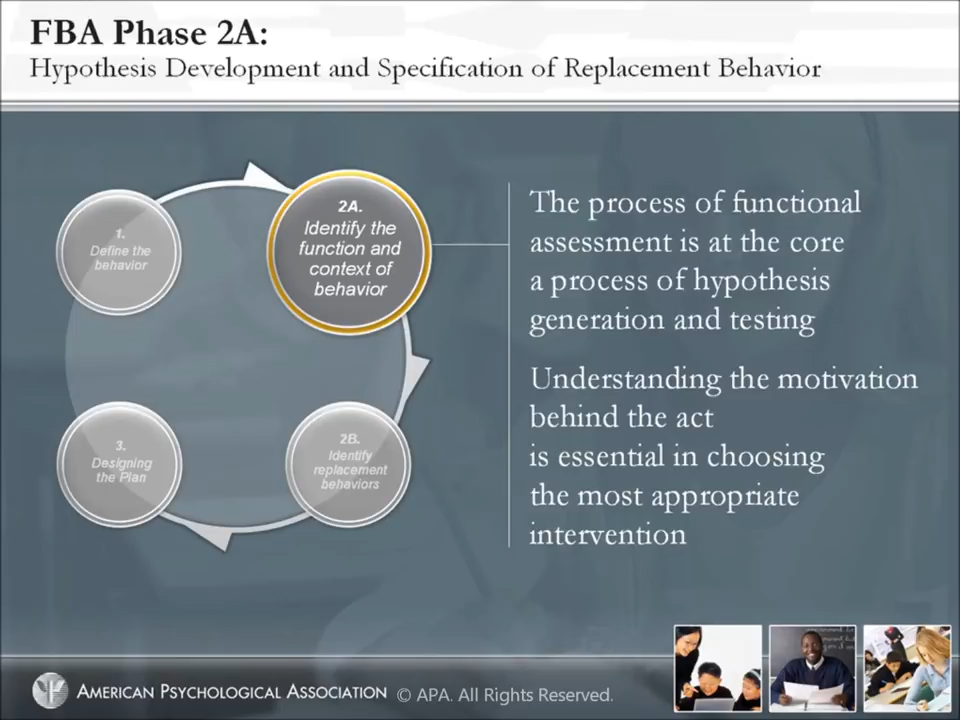 FBA Phase 2A:
Hypothesis Development and Specification of Replacement Behavior
1.
Define the
behavior
2A.
Identify the
function and
context of
behavior
The process of functional
assessment is at the core
a process of hypothesis
generation and testing
Understanding the motivation
behind the act
is essential in choosing
the most appropriate
intervention
3.
Designing
the Plan
2B.
Identify
replacement
behaviors
AMERICAN PSYCHOLOGICAL ASSOCIATION © APA. All Rights Reserved.